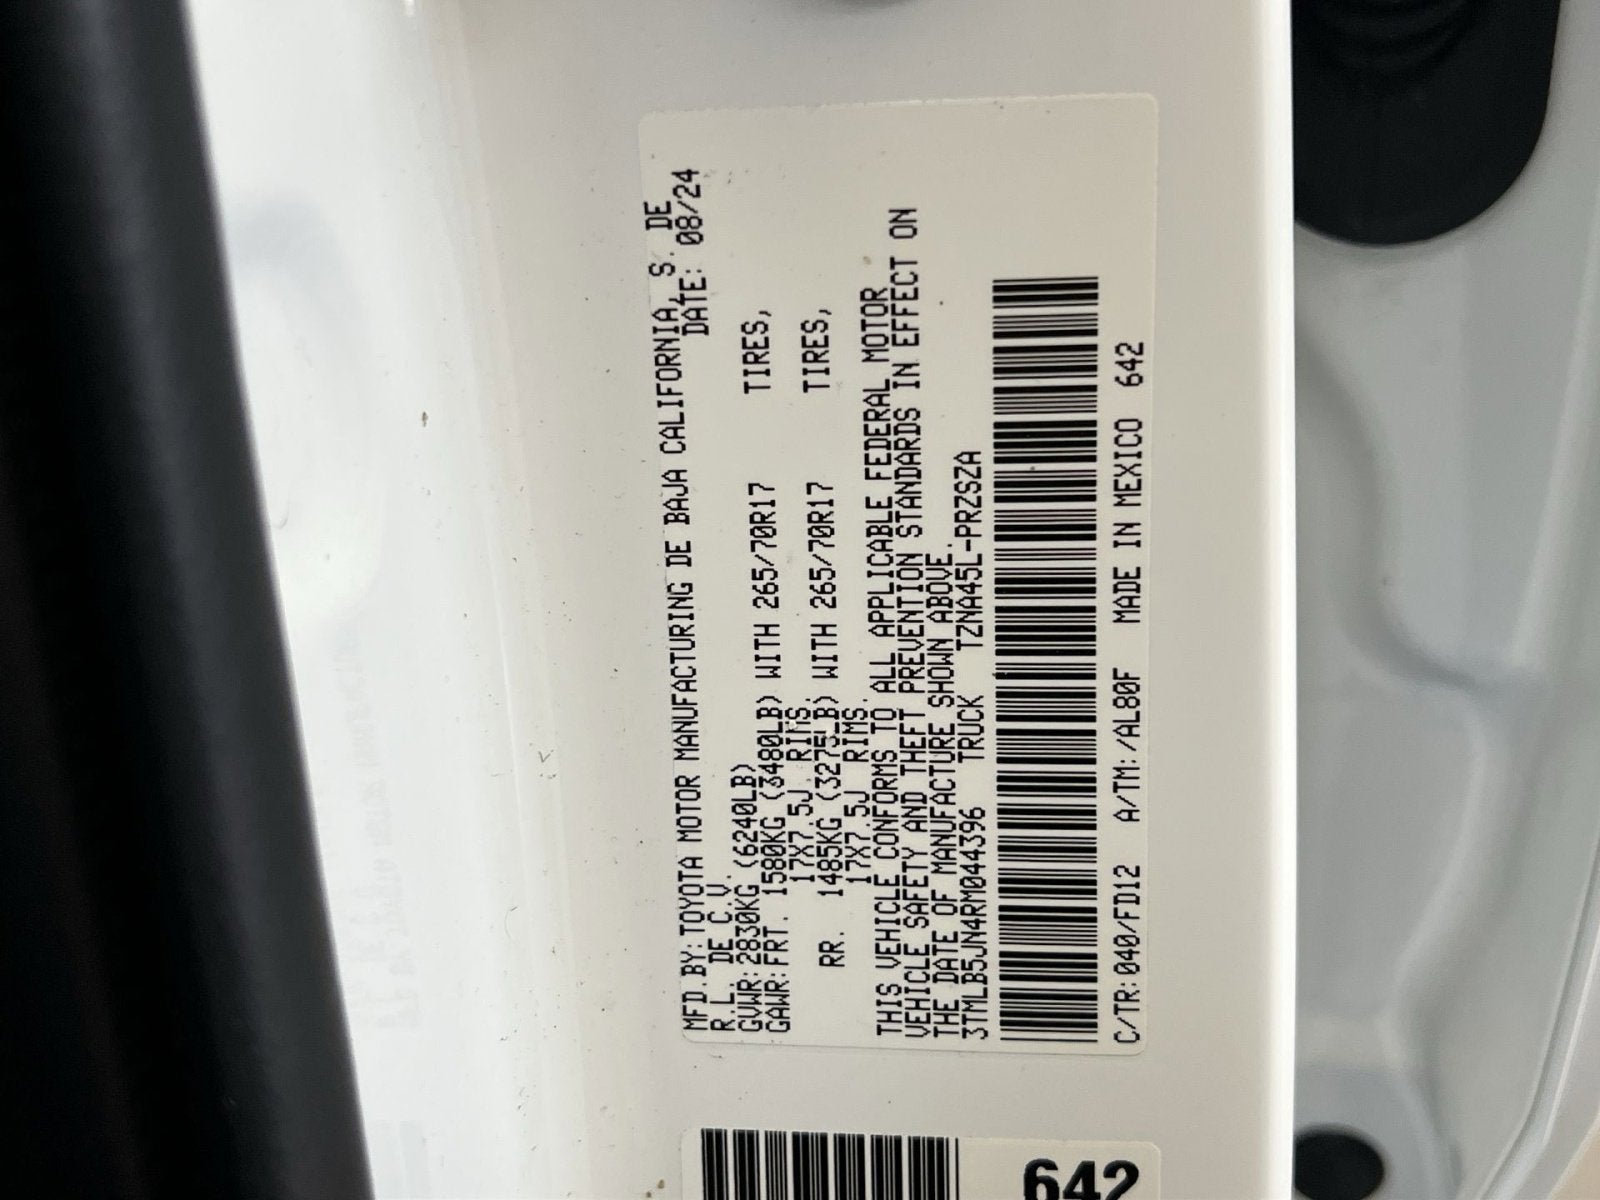 MFD.BY:TOYOTA MOTOR MANUFACTURING DE BAJA CALIFORNIA, S. DE
R.L. DE C.V. DATE: 08/24
GVWR:2830KG (6240LB)
GAWR:FRT. 1580KG (3480LB) WITH 265/70R17 TIRES,
17X7.5J RIMS.
RR. 1485KG (3275LB) WITH 265/70R17 TIRES,
17X7.5J RIMS.
THIS VEHICLE CONFORMS TO ALL APPLICABLE FEDERAL MOTOR
VEHICLE SAFETY AND THEFT PREVENTION STANDARDS IN EFFECT ON
THE DATE OF MANUFACTURE SHOWN ABOVE.
3TMLB5JN4RM044396 TRUCK TZNA45L-PRZSZA
C/TR:040/FD12 A/TM:/AL80F MADE IN MEXICO 642
642